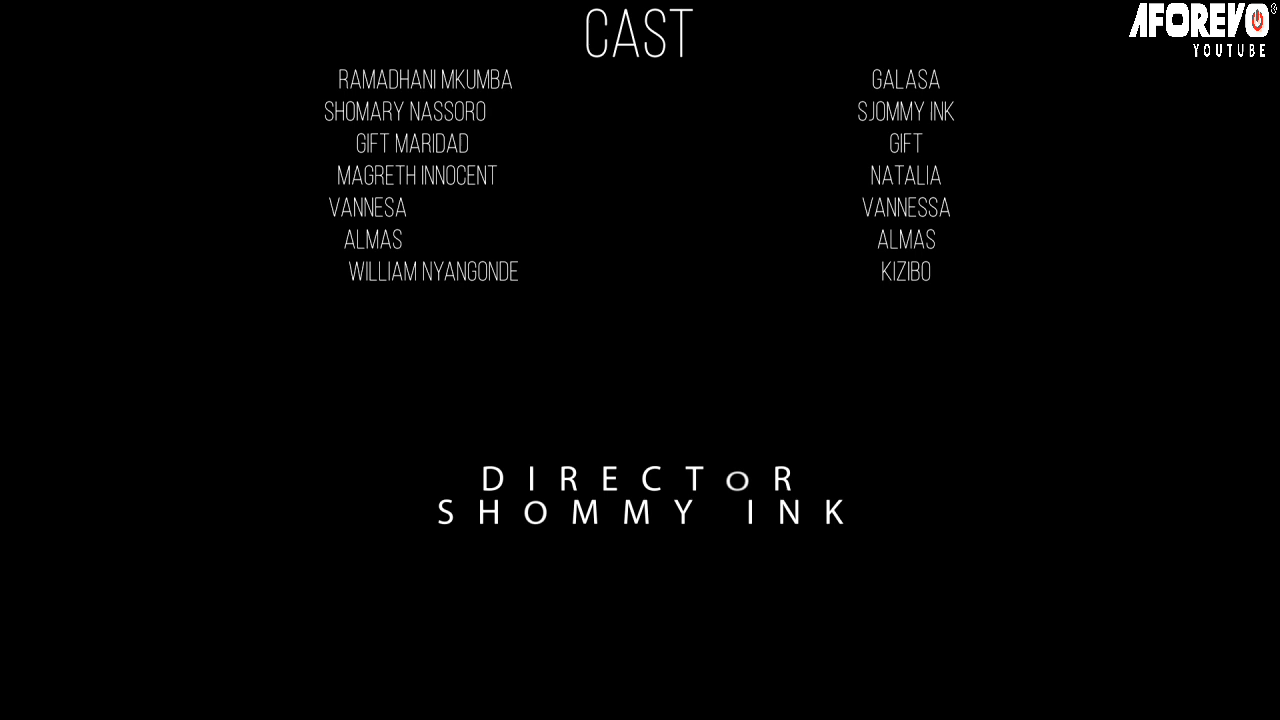 CAST
AFOREVO
YOUTUBE
RAMADHANI MKUMBA GALASA
SHOMARY NASSORO SJOMMY INK
GIFT MARIDAD GIFT
MAGRETH INNOCENT NATALIA
VANNESA VANNESSA
ALMAS ALMAS
WILLIAM NYANGONDE KIZIBO
DIRECTOR
SHOMMY INK